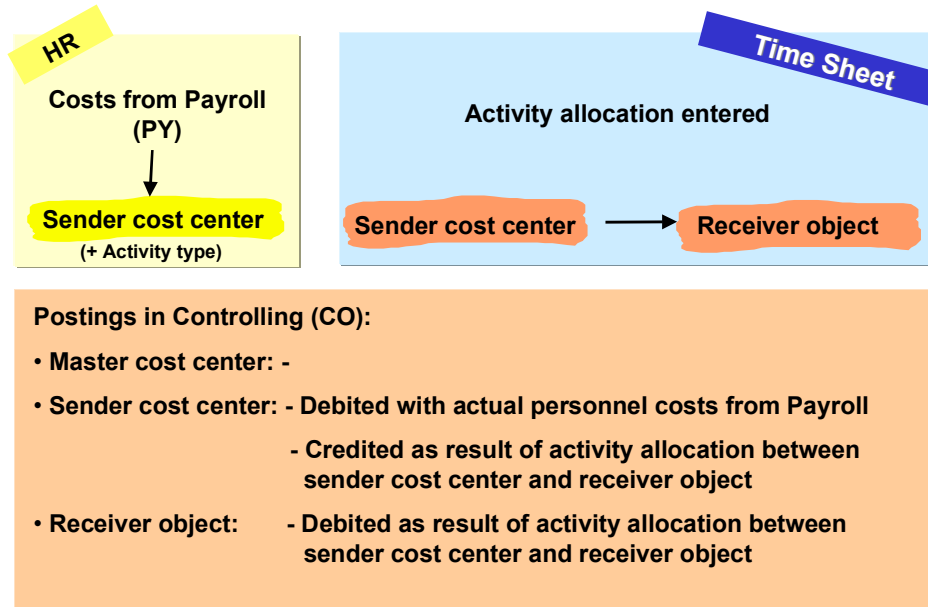 HR
Costs from Payroll
(PY)
Sender cost center
(+ Activity type)
Time Sheet
Activity allocation entered
Sender cost center
Receiver object
Postings in Controlling (CO):
• Master cost center: -
• Sender cost center: - Debited with actual personnel costs from Payroll
- Credited as result of activity allocation between
sender cost center and receiver object
• Receiver object: - Debited as result of activity allocation between
sender cost center and receiver object